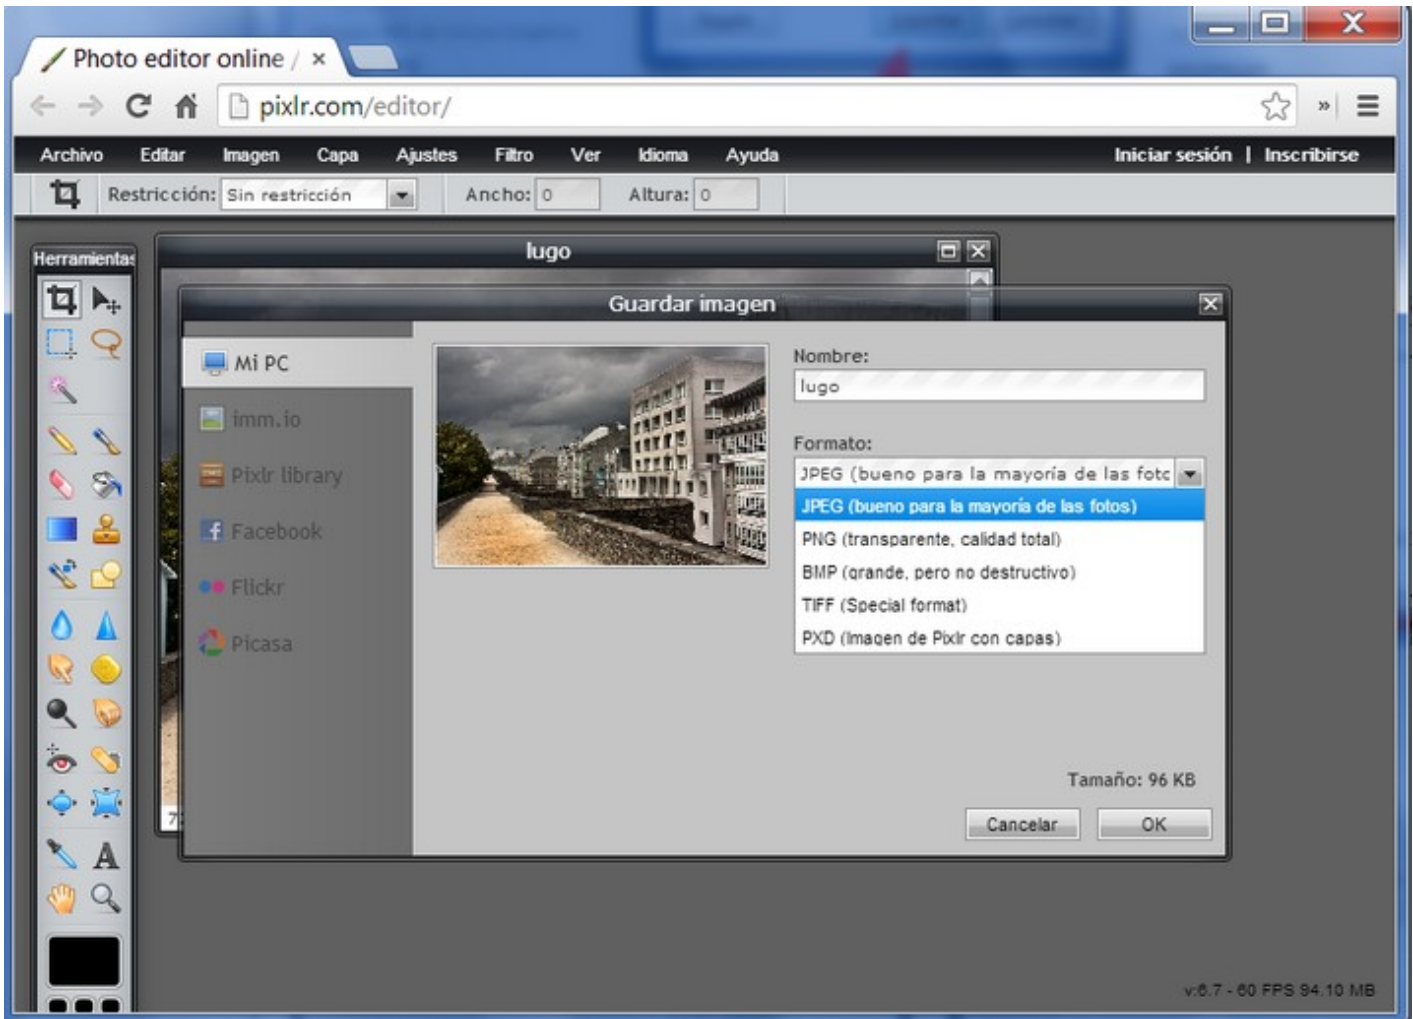 Photo editor online /
pixlr.com/editor/
Archivo Editar Imagen Capa Ajustes Filtro Ver Idioma Ayuda Iniciar sesión | Inscribirse
Restricción: Sin restricción Ancho: 0 Altura: 0
Herramientas
lugo
Guardar imagen
Mi PC
imm.io
Pixlr library
Facebook
Flickr
Picasa
Nombre:
lugo
Formato:
JPEG (bueno para la mayoría de las fotc
JPEG (bueno para la mayoría de las fotos)
PNG (transparente, calidad total)
BMP (grande, pero no destructivo)
TIFF (Special format)
PXD (Imagen de Pixlr con capas)
Tamaño: 96 KB
Cancelar OK
v:6.7 - 60 FPS 94.10 MB